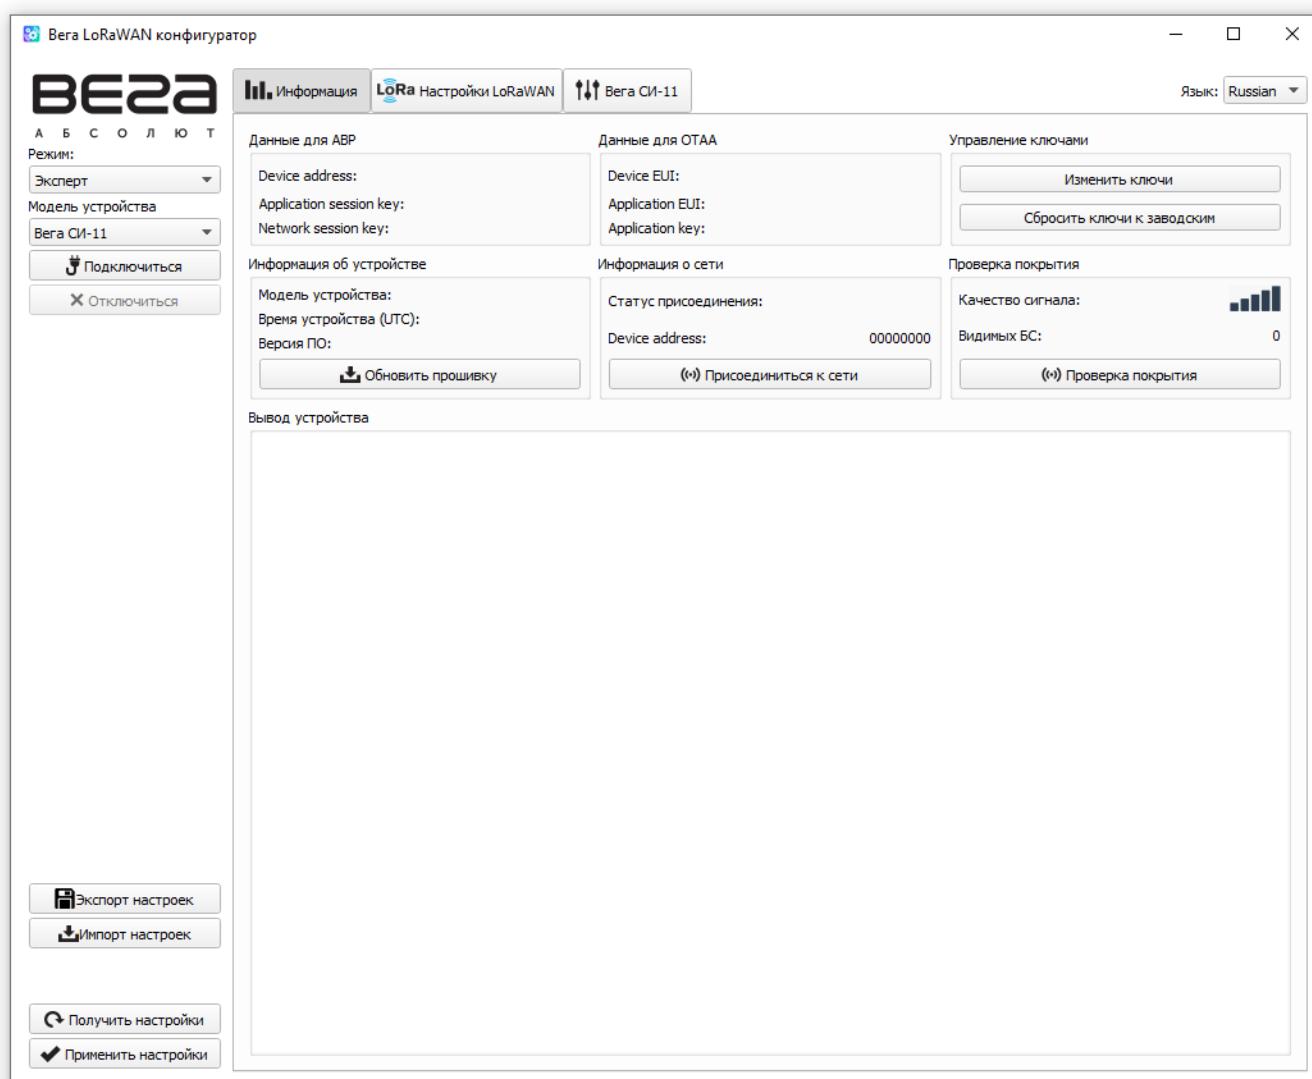 Вега LoRaWAN конфигуратор
ВЕГА
АБСОЛЮТ
Информация
LoRa Настройки LoRaWAN
Вега СИ-11
Язык: Russian
Режим:
Эксперт
Модель устройства
Вега СИ-11
Подключиться
Отключиться
Данные для ABP
Device address:
Application session key:
Network session key:
Данные для OTAA
Device EUI:
Application EUI:
Application key:
Управление ключами
Изменить ключи
Сбросить ключи к заводским
Информация об устройстве
Модель устройства:
Время устройства (UTC):
Версия ПО:
Обновить прошивку
Информация о сети
Статус присоединения:
Device address: 00000000
Присоединиться к сети
Проверка покрытия
Качество сигнала:
Видимых БС: 0
Проверка покрытия
Вывод устройства
Экспорт настроек
Импорт настроек
Получить настройки
Применить настройки